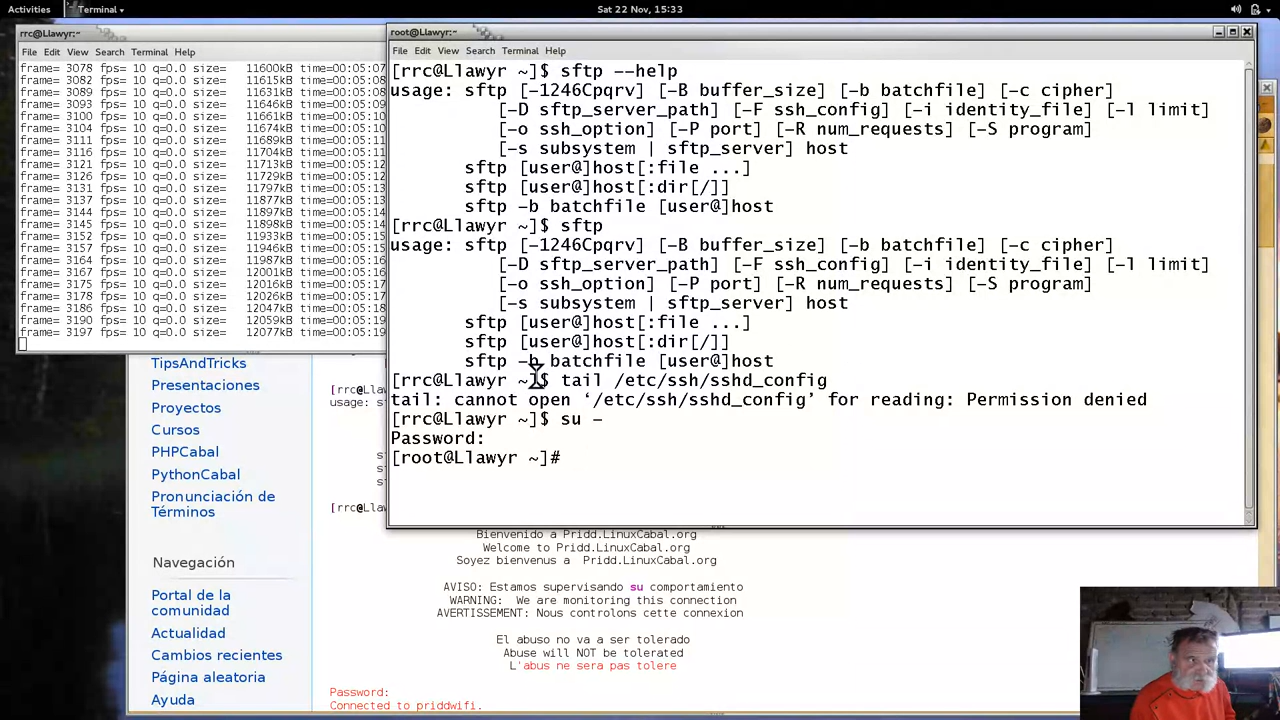 Activities
Terminal
Sat 22 Nov, 15:33
rrc@Llawyr:~
File Edit View Search Terminal Help
frame= 3078 fps= 10 q=0.0 size= 11600kB time=00:05:07
frame= 3082 fps= 10 q=0.0 size= 11615kB time=00:05:08
frame= 3089 fps= 10 q=0.0 size= 11631kB time=00:05:08
frame= 3093 fps= 10 q=0.0 size= 11646kB time=00:05:09
frame= 3100 fps= 10 q=0.0 size= 11661kB time=00:05:10
frame= 3104 fps= 10 q=0.0 size= 11674kB time=00:05:10
frame= 3111 fps= 10 q=0.0 size= 11689kB time=00:05:11
frame= 3116 fps= 10 q=0.0 size= 11704kB time=00:05:11
frame= 3121 fps= 10 q=0.0 size= 11713kB time=00:05:12
frame= 3126 fps= 10 q=0.0 size= 11729kB time=00:05:12
frame= 3131 fps= 10 q=0.0 size= 11797kB time=00:05:13
frame= 3137 fps= 10 q=0.0 size= 11877kB time=00:05:13
frame= 3144 fps= 10 q=0.0 size= 11897kB time=00:05:14
frame= 3145 fps= 10 q=0.0 size= 11898kB time=00:05:14
frame= 3152 fps= 10 q=0.0 size= 11933kB time=00:05:15
frame= 3157 fps= 10 q=0.0 size= 11946kB time=00:05:15
frame= 3164 fps= 10 q=0.0 size= 11987kB time=00:05:16
frame= 3167 fps= 10 q=0.0 size= 12001kB time=00:05:16
frame= 3175 fps= 10 q=0.0 size= 12016kB time=00:05:17
frame= 3178 fps= 10 q=0.0 size= 12026kB time=00:05:17
frame= 3186 fps= 10 q=0.0 size= 12047kB time=00:05:18
frame= 3190 fps= 10 q=0.0 size= 12059kB time=00:05:19
frame= 3197 fps= 10 q=0.0 size= 12077kB time=00:05:19
root@Llawyr:~
File Edit View Search Terminal Help
[rrc@Llawyr ~]$ sftp --help
usage: sftp [-1246Cpqrv] [-B buffer_size] [-b batchfile] [-c cipher]
[-D sftp_server_path] [-F ssh_config] [-i identity_file] [-l limit]
[-o ssh_option] [-P port] [-R num_requests] [-S program]
[-s subsystem | sftp_server] host
sftp [user@]host[:file ...]
sftp [user@]host[:dir[/]]
sftp -b batchfile [user@]host
[rrc@Llawyr ~]$ sftp
usage: sftp [-1246Cpqrv] [-B buffer_size] [-b batchfile] [-c cipher]
[-D sftp_server_path] [-F ssh_config] [-i identity_file] [-l limit]
[-o ssh_option] [-P port] [-R num_requests] [-S program]
[-s subsystem | sftp_server] host
sftp [user@]host[:file ...]
sftp [user@]host[:dir[/]]
sftp -b batchfile [user@]host
[rrc@Llawyr ~]$ tail /etc/ssh/sshd_config
tail: cannot open ‘/etc/ssh/sshd_config’ for reading: Permission denied
[rrc@Llawyr ~]$ su -
Password:
[root@Llawyr ~]#
TipsAndTricks
Presentaciones
Proyectos
Cursos
PHPCabal
PythonCabal
Pronunciación de
Términos
Navegación
Portal de la
comunidad
Actualidad
Cambios recientes
Página aleatoria
Ayuda
[rrc@
usage: s
s
s
s
[rrc@L
Bienvenido a Pridd.LinuxCabal.org
Welcome to Pridd.LinuxCabal.org
Soyez bienvenus a Pridd.LinuxCabal.org
AVISO: Estamos supervisando su comportamiento
WARNING: We are monitoring this connection
AVERTISSEMENT: Nous controlons cette connexion
El abuso no va a ser tolerado
Abuse will NOT be tolerated
L'abus ne sera pas tolere
Password:
Connected to priddwifi.